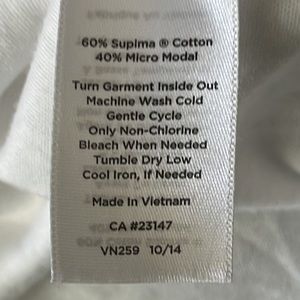 60% Supima ® Cotton
40% Micro Modal
Turn Garment Inside Out
Machine Wash Cold
Gentle Cycle
Only Non-Chlorine
Bleach When Needed
Tumble Dry Low
Cool Iron, If Needed
Made in Vietnam
CA #23147
VN259 10/14